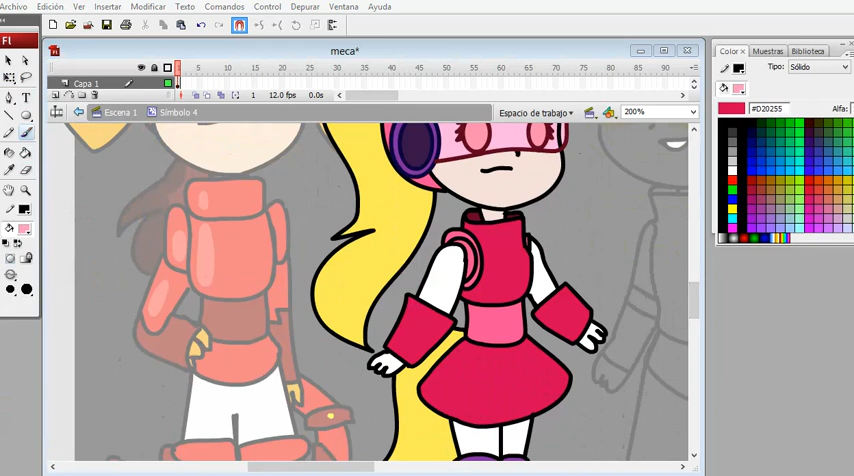 Archivo Edición Ver Insertar Modificar Texto Comandos Control Depurar Ventana Ayuda
Fl
meca*
Color × Muestras Biblioteca
Tipo: Sólido
5 10 15 20 25 30 35 40 45 50 55 60 65 70 75 80 85 90
Capa 1
1 12.0 fps 0.0s
Escena 1 Símbolo 4 Espacio de trabajo 200%
#D20255 Alfa: